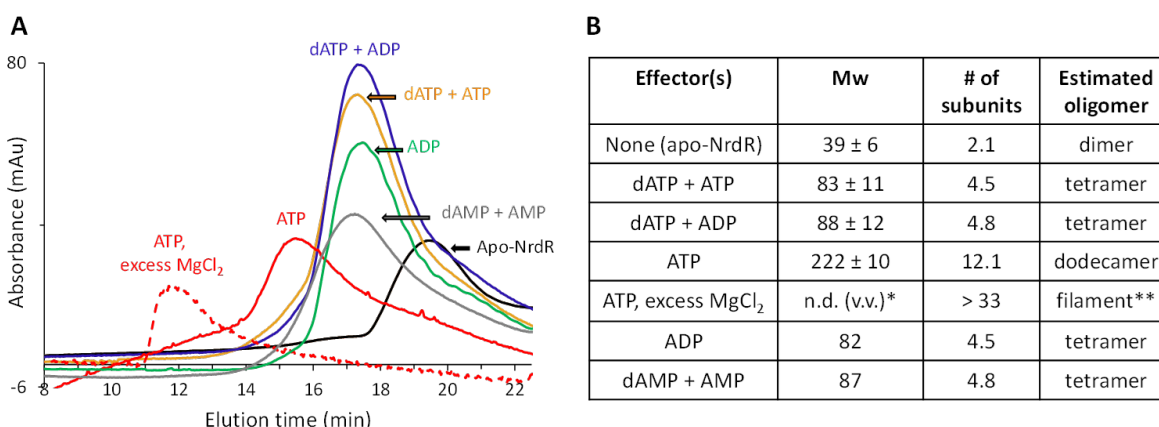 A
80
-6
Absorbance (mAu)
8 10 12 14 16 18 20 22
Elution time (min)
dATP + ADP
dATP + ATP
ADP
dAMP + AMP
Apo-NrdR
ATP
ATP,
excess MgCl₂
B
Effector(s) Mw # of subunits Estimated oligomer
None (apo-NrdR) 39 ± 6 2.1 dimer
dATP + ATP 83 ± 11 4.5 tetramer
dATP + ADP 88 ± 12 4.8 tetramer
ATP 222 ± 10 12.1 dodecamer
ATP, excess MgCl₂ n.d. (v.v.)* > 33 filament**
ADP 82 4.5 tetramer
dAMP + AMP 87 4.8 tetramer